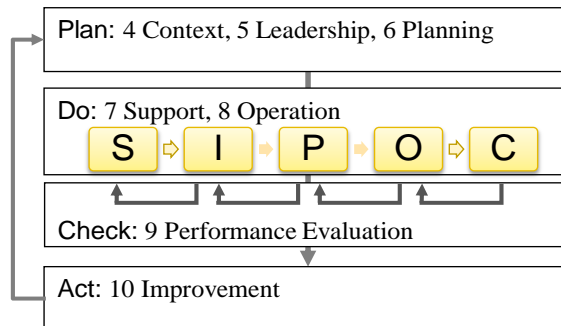 Plan: 4 Context, 5 Leadership, 6 Planning
Do: 7 Support, 8 Operation
S I P O C
Check: 9 Performance Evaluation
Act: 10 Improvement